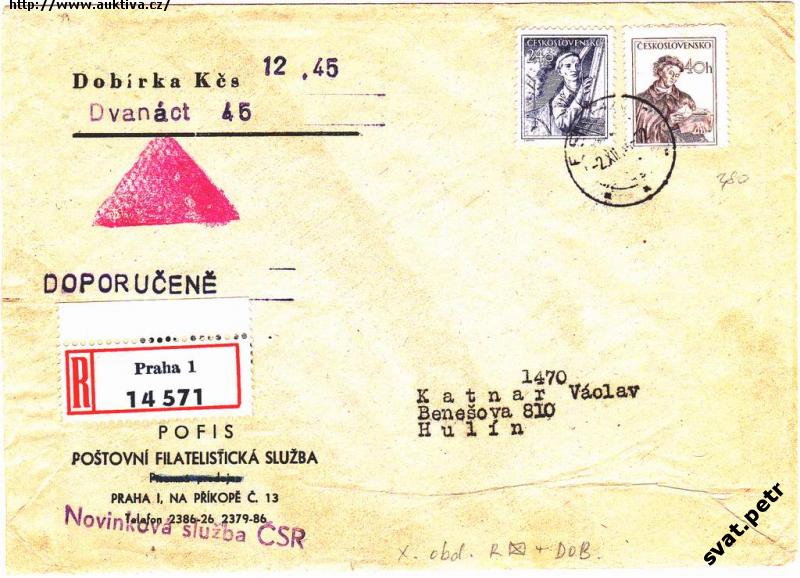 http://www.auktiva.cz/
Dobírka Kčs 12,45
Dvanáct 45
ČESKOSLOVENSKO
ČESKOSLOVENSKO
40h
DOPORUČENĚ
R
Praha 1
14 571
POFIS
POŠTOVNÍ FILATELISTICKÁ SLUŽBA
PRAHA I, NA PŘÍKOPĚ Č. 13
Telefon 2386-26 2379-86
Novinková služba ČSR
1470
Katnar Václav
Benešova 810
Hulín
x. obd. R + DOB.
svat.petr